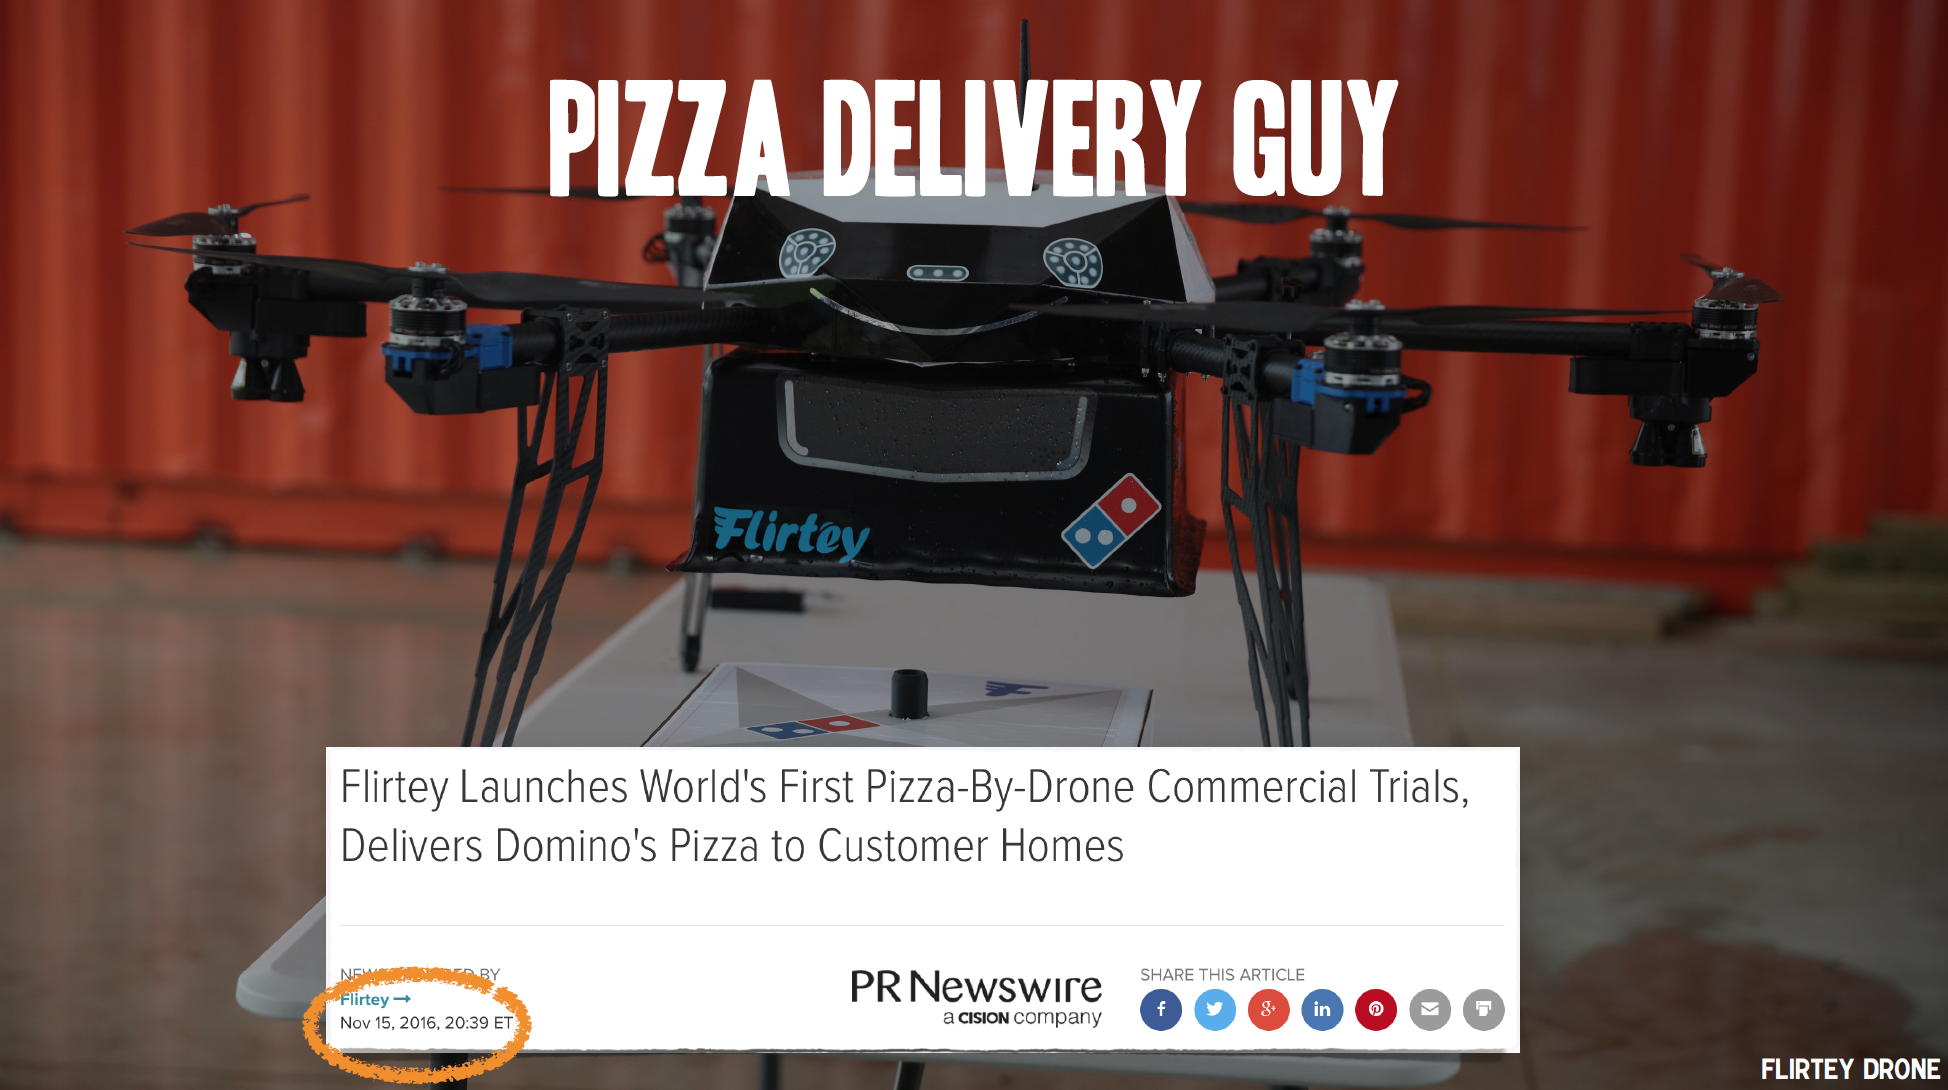 PIZZA DELIVERY GUY
Flirtey
Flirtey Launches World's First Pizza-By-Drone Commercial Trials,
Delivers Domino's Pizza to Customer Homes
BY
Flirtey
Nov 15, 2016, 20:39 ET
PR Newswire
a CISION company
SHARE THIS ARTICLE
FLIRTEY DRONE